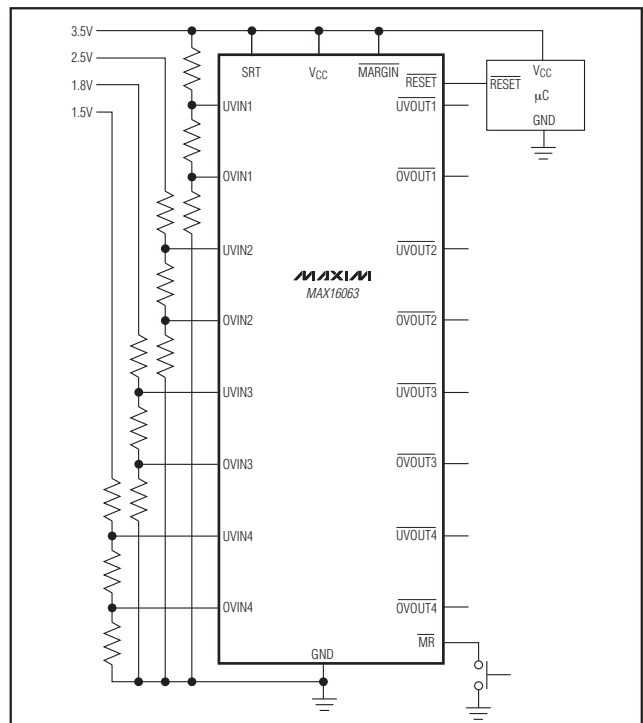 3.5V
2.5V
1.8V
1.5V
SRT
VCC
MARGIN
RESET
RESET
VCC
μC
GND
UVIN1
UVOUT1
OVIN1
OVOUT1
UVIN2
UVOUT2
MAXIM
MAX16063
OVIN2
OVOUT2
UVIN3
UVOUT3
OVIN3
OVOUT3
UVIN4
UVOUT4
OVIN4
OVOUT4
MR
GND